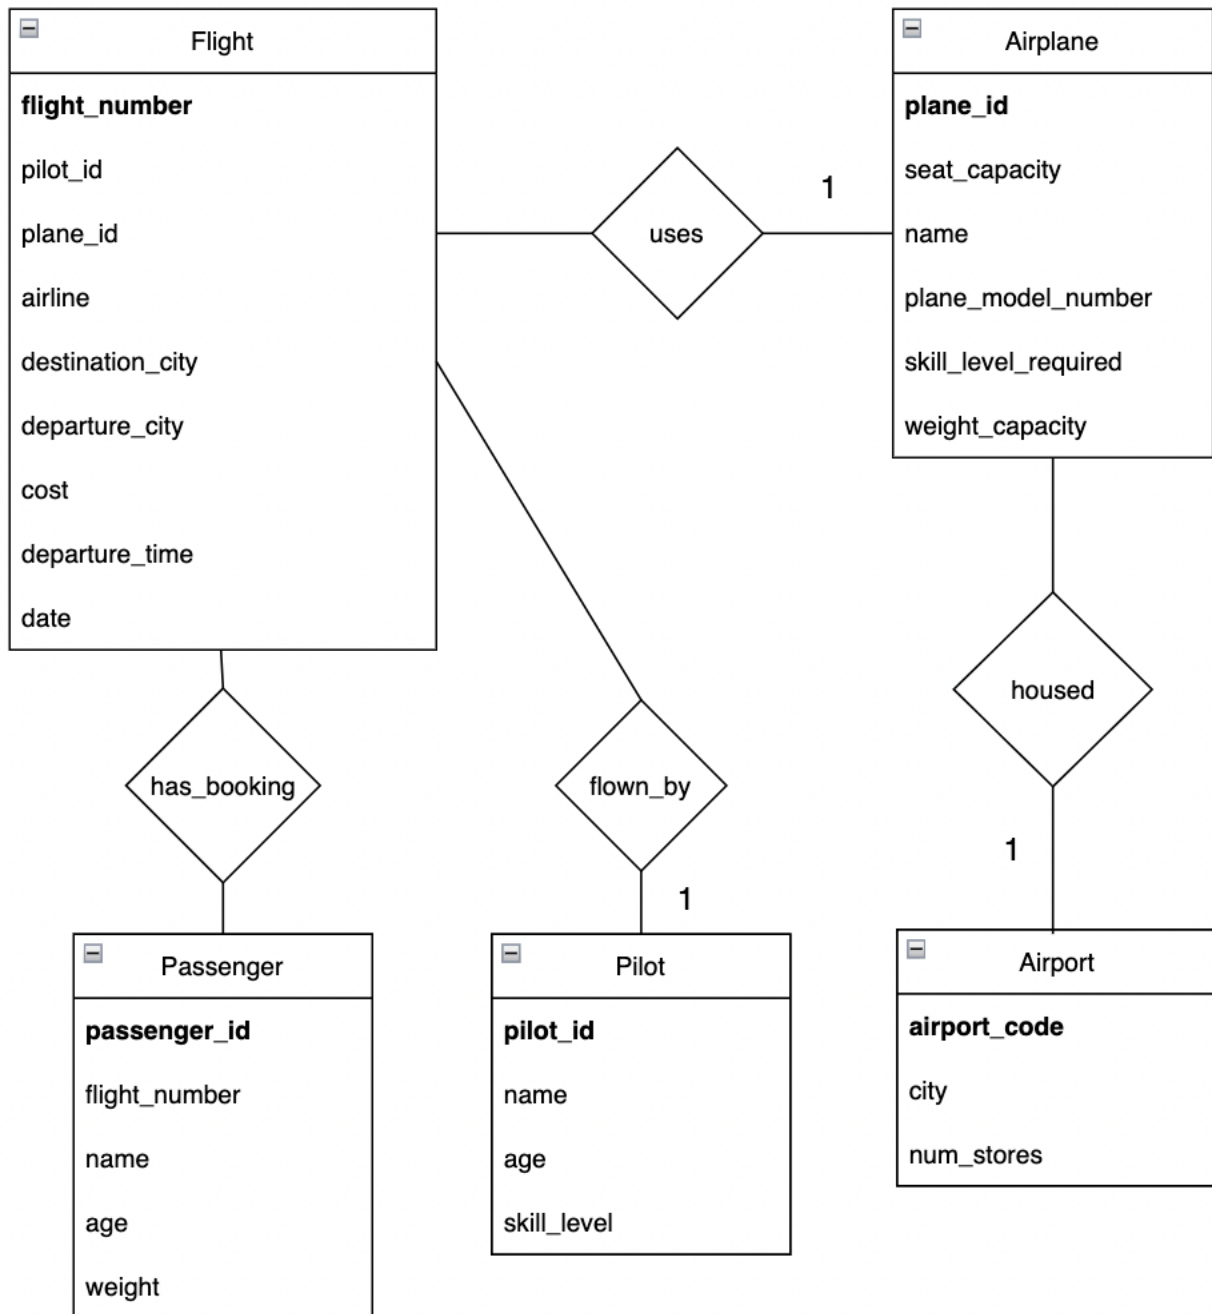 Flight
flight_number
pilot_id
plane_id
airline
destination_city
departure_city
cost
departure_time
date
uses
1
Airplane
plane_id
seat_capacity
name
plane_model_number
skill_level_required
weight_capacity
has_booking
flown_by
1
housed
1
Passenger
passenger_id
flight_number
name
age
weight
Pilot
pilot_id
name
age
skill_level
Airport
airport_code
city
num_stores